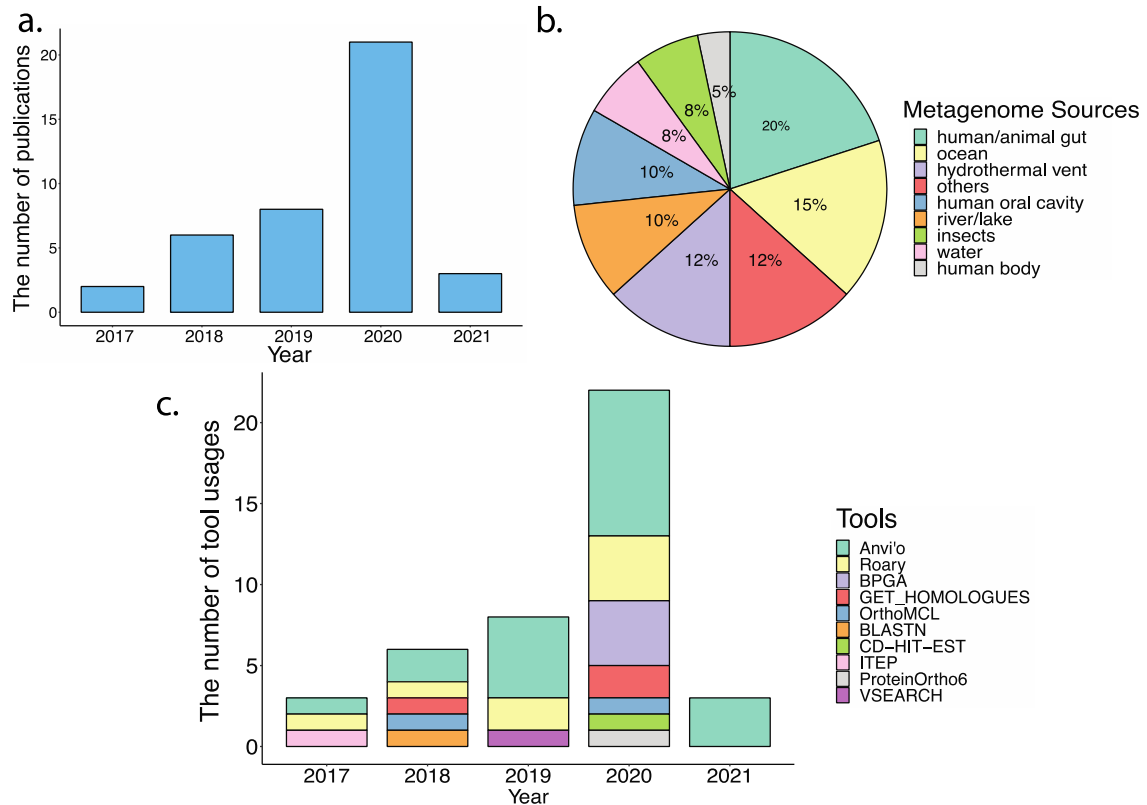 a.
The number of publications
20
15
10
5
0
2017 2018 2019 2020 2021
Year
b.
5%
8%
20%
8%
10%
15%
10%
12%
12%
Metagenome Sources
human/animal gut
ocean
hydrothermal vent
others
human oral cavity
river/lake
insects
water
human body
c.
The number of tool usages
20
15
10
5
0
2017 2018 2019 2020 2021
Year
Tools
Anvi'o
Roary
BPGA
GET_HOMOLOGUES
OrthoMCL
BLASTN
CD-HIT-EST
ITEP
ProteinOrtho6
VSEARCH